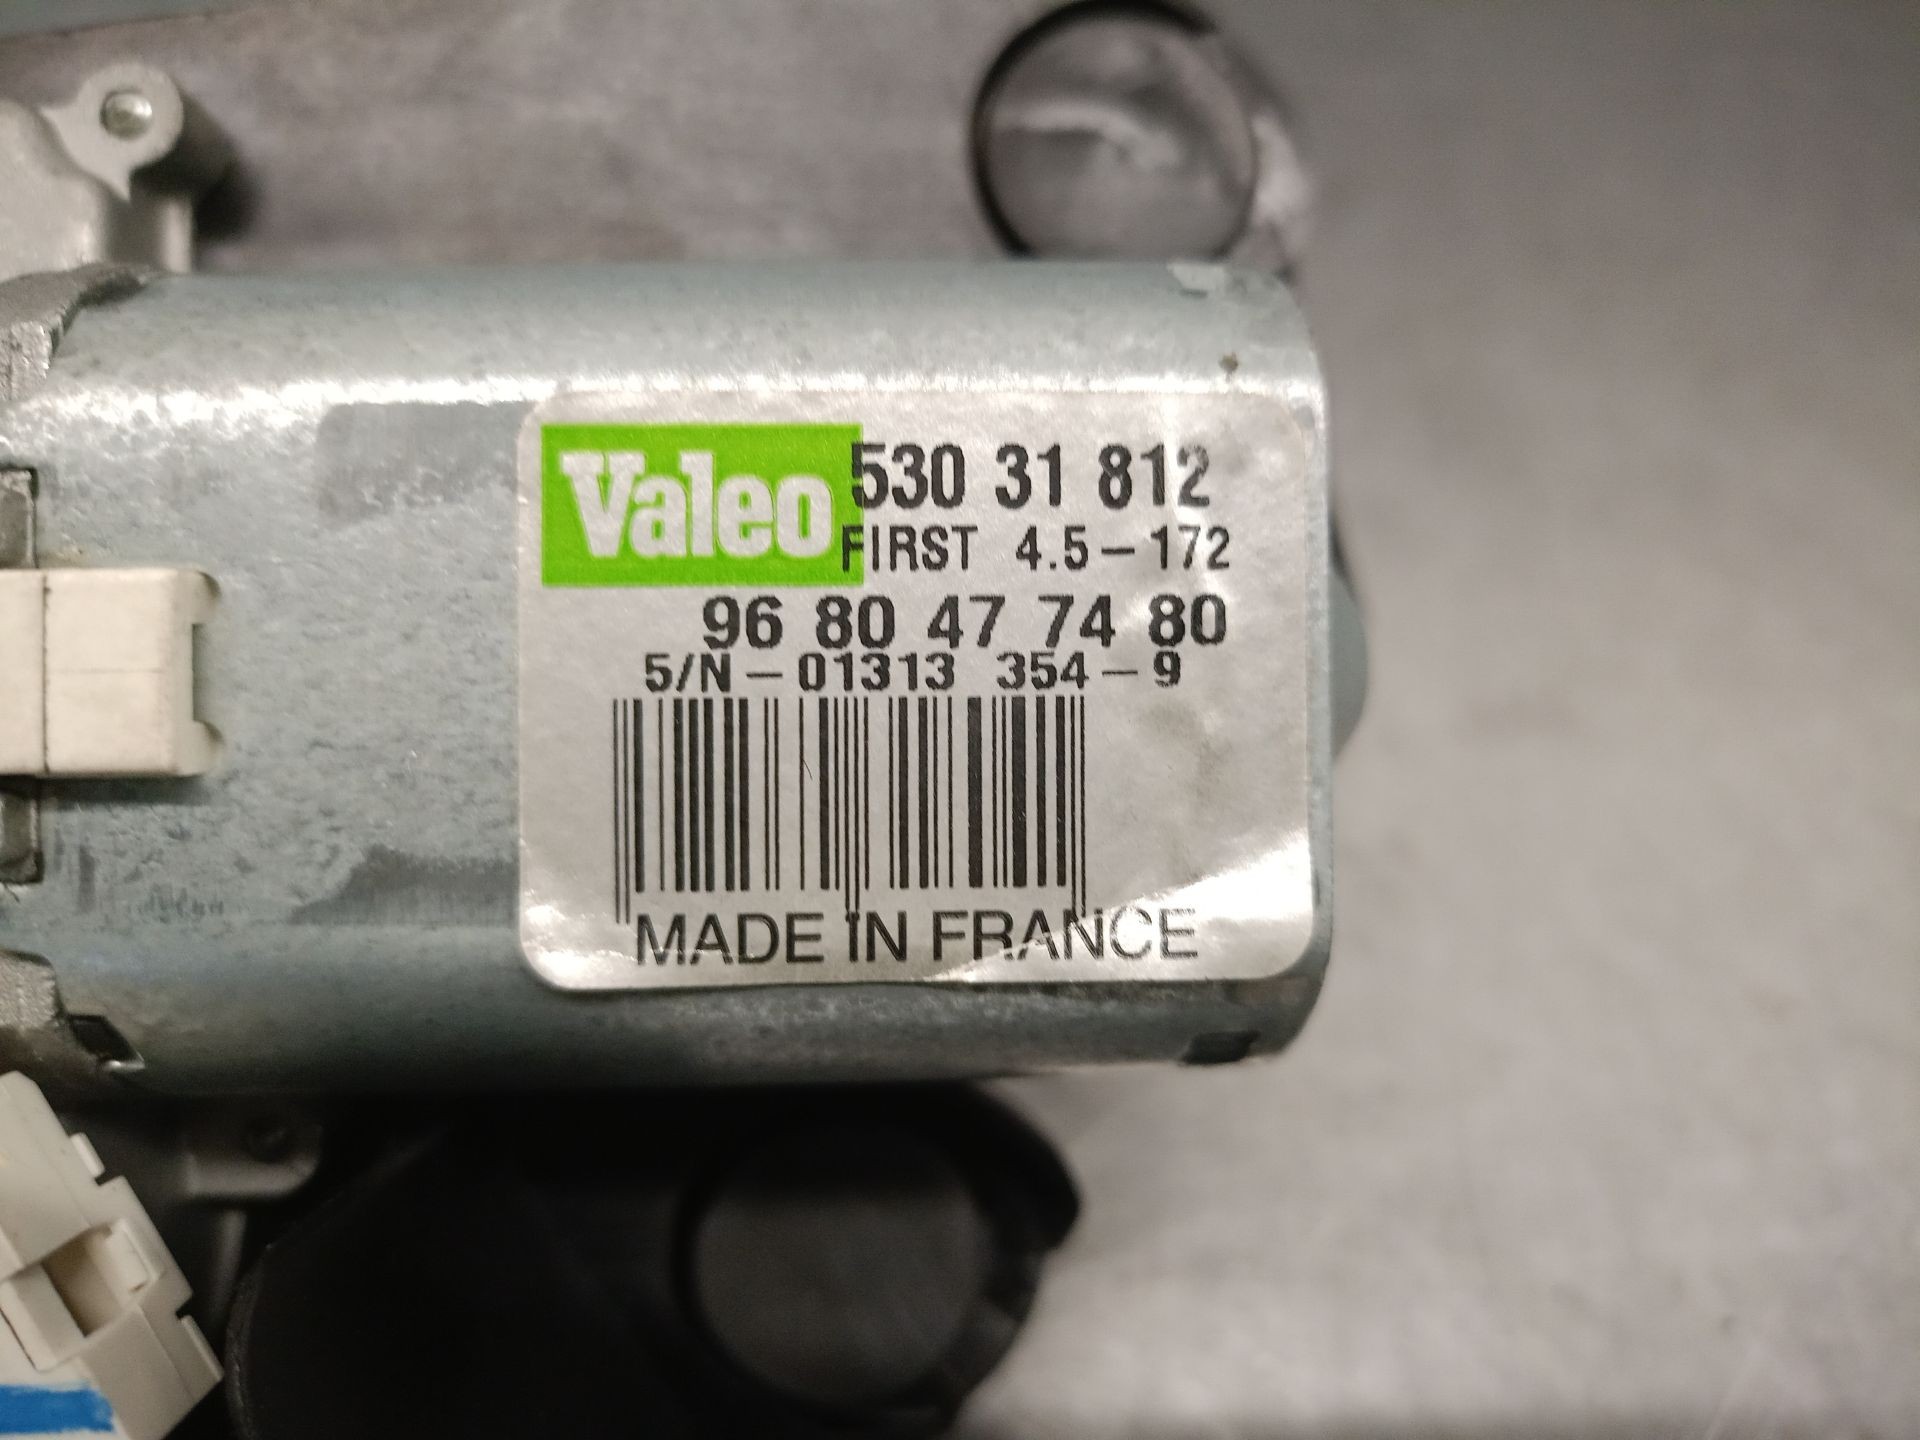 Valeo 530 31 812
FIRST 4.5-172
96 80 47 74 80
5/N-01313 354-9
MADE IN FRANCE